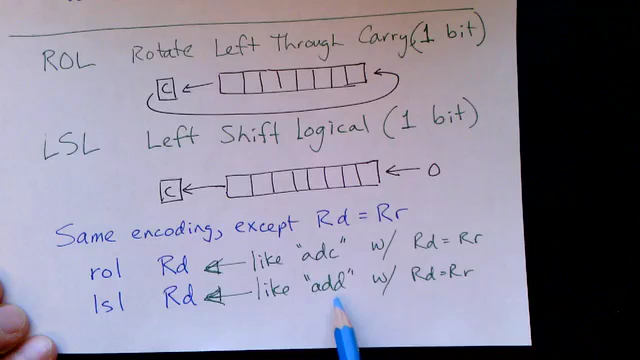 ROL Rotate Left Through Carry (1 bit)
C
LSL Left Shift Logical (1 bit)
C 0
Same encoding, except Rd = Rr
rol Rd like "adc" w/ Rd = Rr
lsl Rd like "add" w/ Rd=Rr